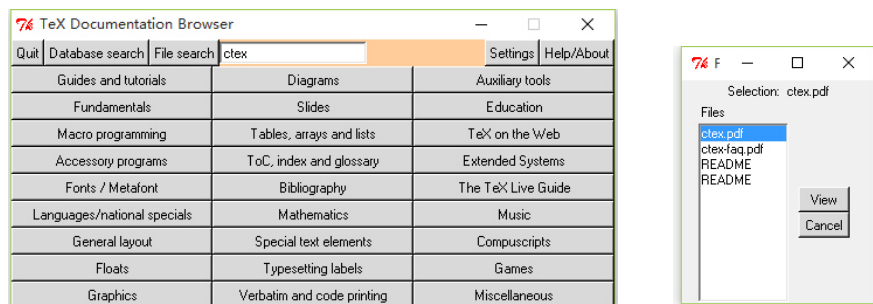 TeX Documentation Browser
Quit Database search File search ctex Settings Help/About
Guides and tutorials Diagrams Auxiliary tools
Fundamentals Slides Education
Macro programming Tables, arrays and lists TeX on the Web
Accessory programs ToC, index and glossary Extended Systems
Fonts / Metafont Bibliography The TeX Live Guide
Languages/national specials Mathematics Music
General layout Special text elements Compuscripts
Floats Typesetting labels Games
Graphics Verbatim and code printing Miscellaneous
F
Selection: ctex.pdf
Files
ctex.pdf
ctex-faq.pdf
README
README
View
Cancel